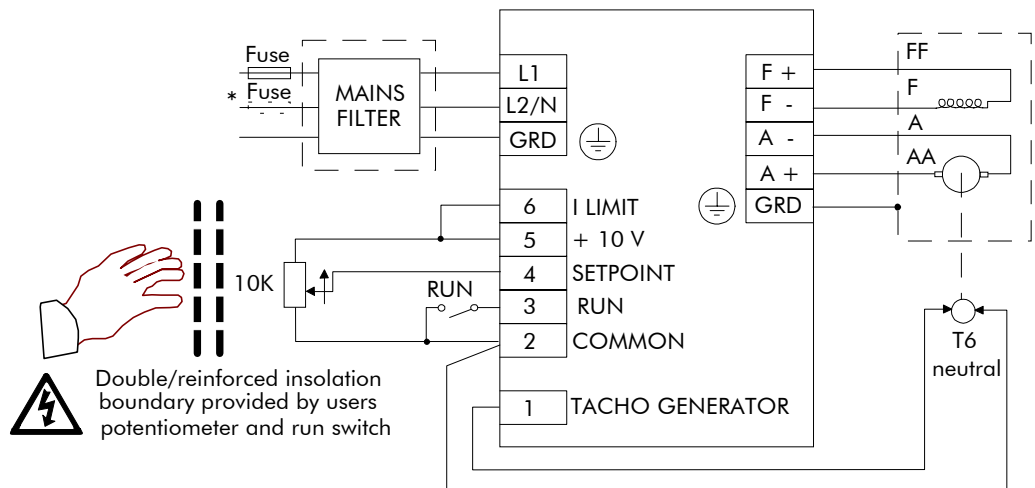 Fuse
* Fuse
MAINS
FILTER
L1
L2/N
GRD
F +
F -
A -
A +
GRD
FF
F
A
AA
6 I LIMIT
5 + 10 V
4 SETPOINT
3 RUN
2 COMMON
1 TACHO GENERATOR
10K
RUN
T6
neutral
Double/reinforced insolation
boundary provided by users
potentiometer and run switch